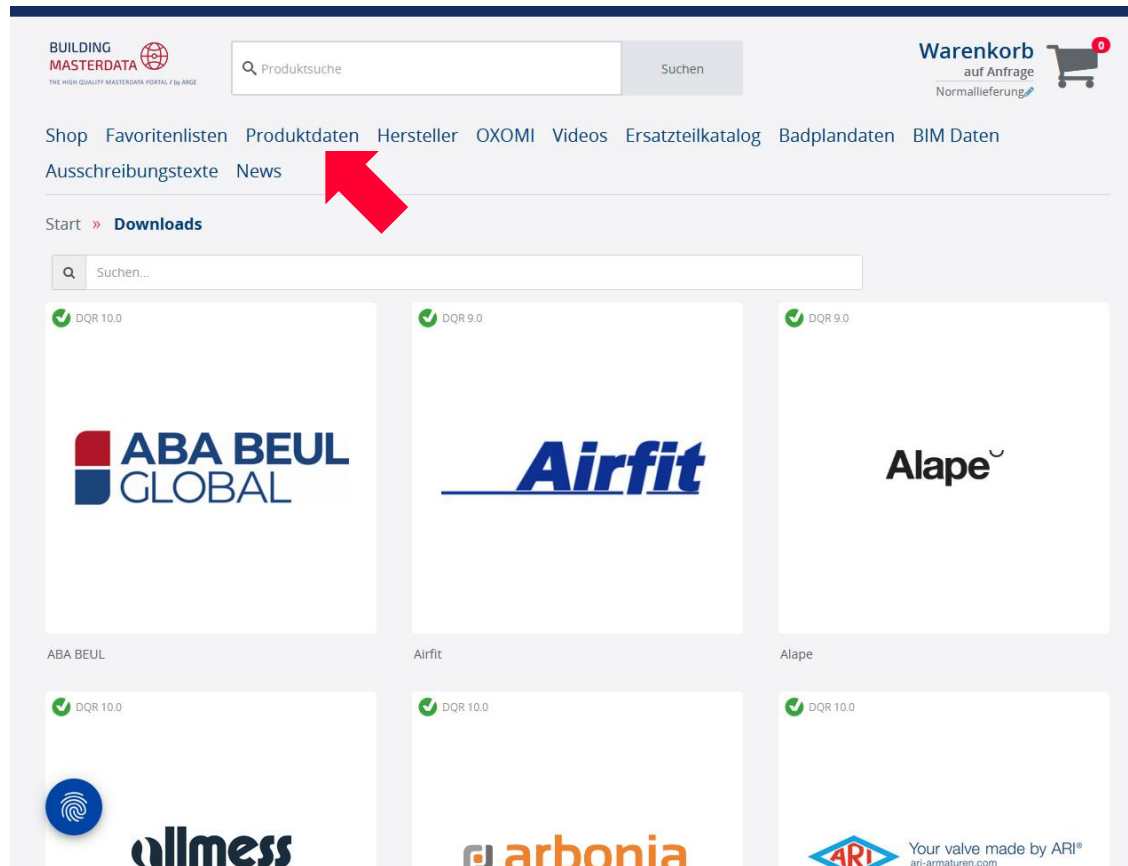 BUILDING
MASTERDATA
THE HIGH QUALITY MASTERDATA PORTAL / by ARGE
Produktsuche
Suchen
Warenkorb
0
auf Anfrage
Normallieferung
Shop Favoritenlisten Produktdaten Hersteller OXOMI Videos Ersatzteilkatalog Badplandaten BIM Daten
Ausschreibungstexte News
Start » Downloads
Suchen...
DQR 10.0
DQR 9.0
DQR 9.0
ABA BEUL
GLOBAL
Airfit
Alape
ABA BEUL
Airfit
Alape
DQR 10.0
DQR 10.0
DQR 10.0
allmess
arbonia
ARI
Your valve made by ARI®
ari-armaturen.com